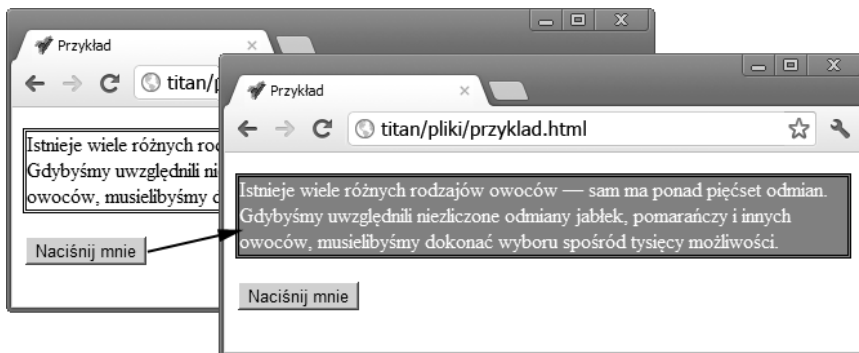 Przykład
titan/p
Istnieje wiele różnych ro
Gdybyśmy uwzględnili ni
owoców, musielibyśmy
Naciśnij mnie
Przykład
titan/pliki/przyklad.html
Istnieje wiele różnych rodzajów owoców — sam ma ponad pięćset odmian.
Gdybyśmy uwzględnili niezliczone odmiany jabłek, pomarańczy i innych
owoców, musielibyśmy dokonać wyboru spośród tysięcy możliwości.
Naciśnij mnie